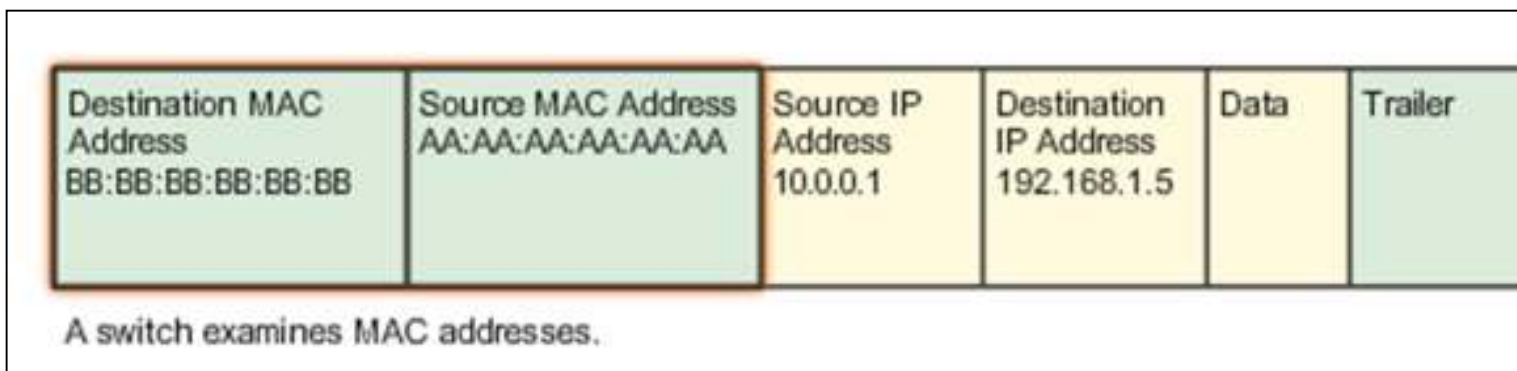 Destination MAC
Address
BB:BB:BB:BB:BB:BB
Source MAC Address
AA:AA:AA:AA:AA:AA
Source IP
Address
10.0.0.1
Destination
IP Address
192.168.1.5
Data
Trailer
A switch examines MAC addresses.